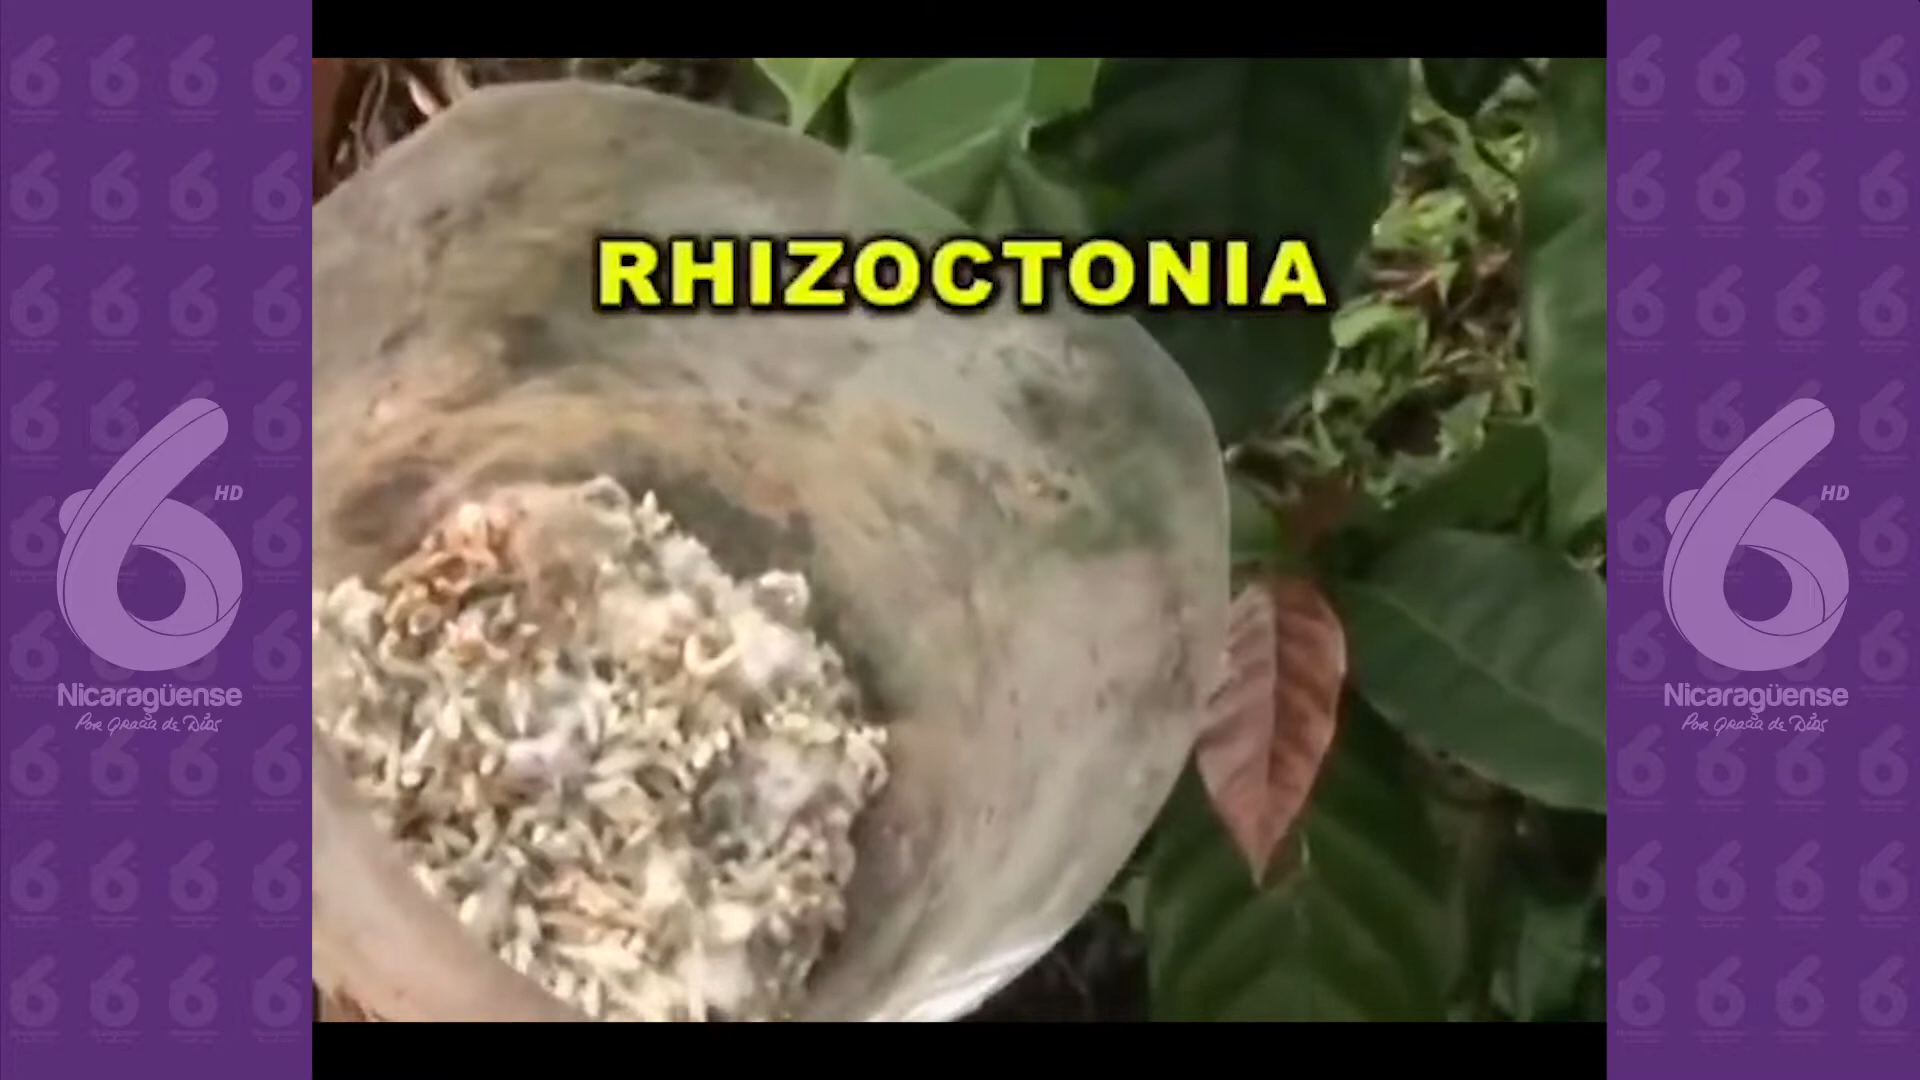 RHIZOCTONIA
6 HD
Nicaragüense
Por gracia de Dios
6 HD
Nicaragüense
Por gracia de Dios